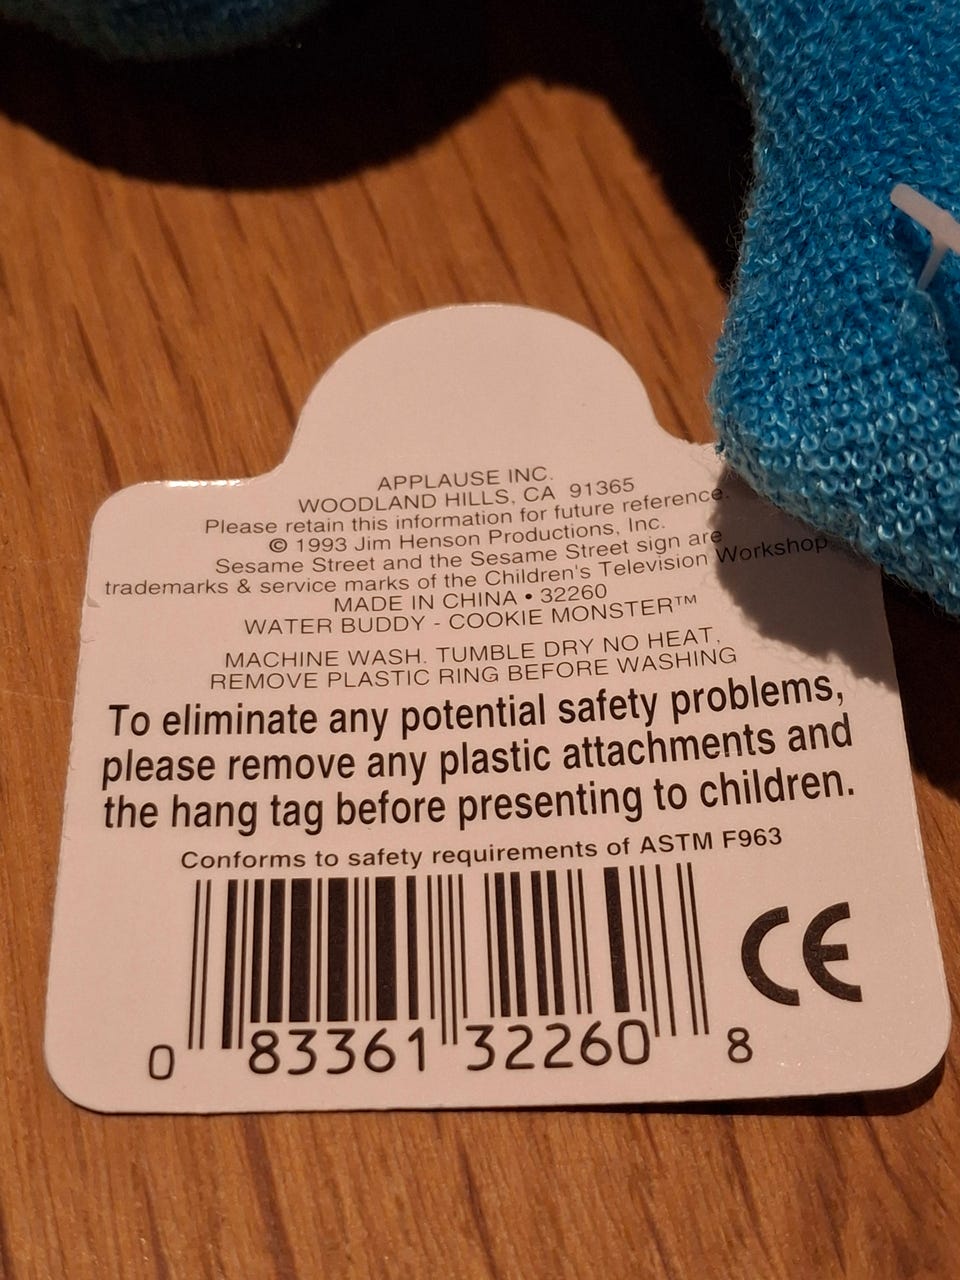 APPLAUSE INC.
WOODLAND HILLS, CA 91365
Please retain this information for future reference.
© 1993 Jim Henson Productions, Inc.
Sesame Street and the Sesame Street sign are
trademarks & service marks of the Children's Television Workshop
MADE IN CHINA • 32260
WATER BUDDY - COOKIE MONSTER™
MACHINE WASH. TUMBLE DRY NO HEAT,
REMOVE PLASTIC RING BEFORE WASHING
To eliminate any potential safety problems,
please remove any plastic attachments and
the hang tag before presenting to children.
Conforms to safety requirements of ASTM F963
CE
0 83361 32260 8